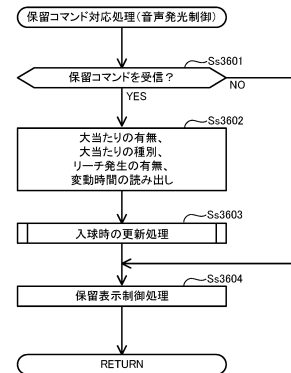 保留コマンド対応処理(音声発光制御)
Ss3601
保留コマンドを受信?
NO
YES
Ss3602
大当たりの有無、
大当たりの種別、
リーチ発生の有無、
変動時間の読み出し
Ss3603
入球時の更新処理
Ss3604
保留表示制御処理
RETURN